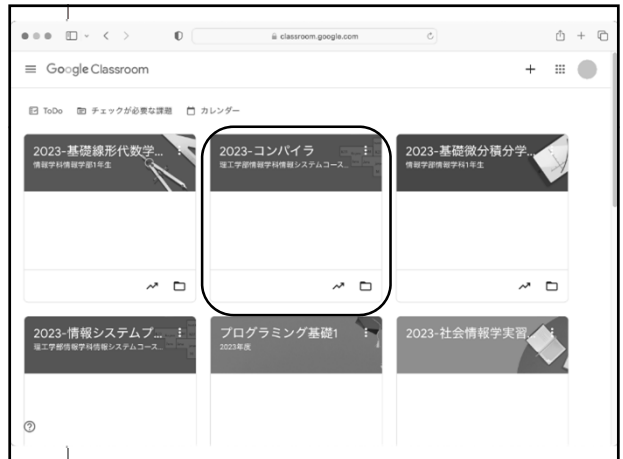 classroom.google.com
Google Classroom
ToDo チェックが必要な課題 カレンダー
2023-基礎線形代数学...
情報学科情報学部1年生
2023-コンパイラ
理工学部情報学科情報システムコース...
2023-基礎微分積分学...
情報学部情報学科1年生
2023-情報システムプ...
理工学部情報学科情報システムコース...
プログラミング基礎1
2023年度
2023-社会情報学実習...